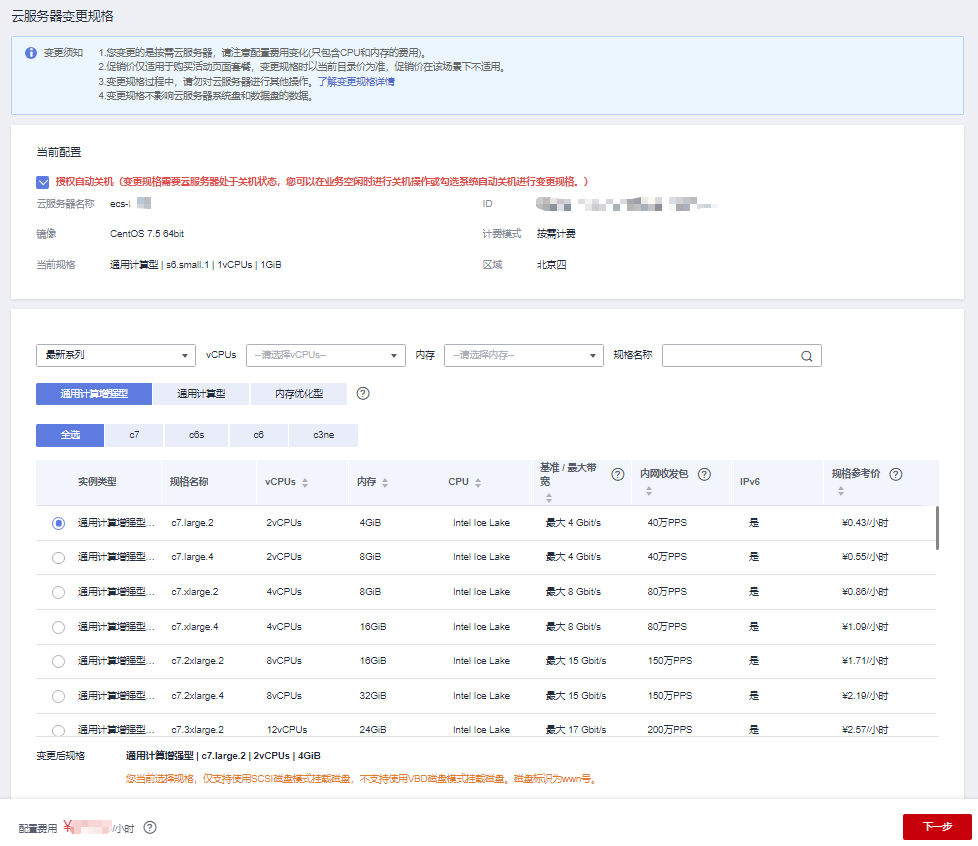 云服务器变更规格
变更须知 1.您变更的是按需云服务器，请注意配置费用变化(只包含CPU和内存的费用)。
2.促销价仅适用于购买活动页面套餐，变更规格时以当前目录价为准，促销价在该场景下不适用。
3.变更规格过程中，请勿对云服务器进行其他操作。了解变更规格详情
4.变更规格不影响云服务器系统盘和数据盘的数据。
当前配置
授权自动关机（变更规格需要云服务器处于关机状态，您可以在业务空闲时进行关机操作或勾选系统自动关机进行变更规格。）
云服务器名称 ecs- ID
镜像 CentOS 7.5 64bit 计费模式 按需计费
当前规格 通用计算型 | s6.small.1 | 1vCPUs | 1GiB 区域 北京四
最新系列 vCPUs --请选择vCPUs-- 内存 --请选择内存-- 规格名称
通用计算增强型 通用计算型 内存优化型 ?
全选 c7 c6s c6 c3ne
实例类型 规格名称 vCPUs 内存 CPU 基准 / 最大带宽 ? 内网收发包 ? IPv6 规格参考价 ?
通用计算增强型... c7.large.2 2vCPUs 4GiB Intel Ice Lake 最大 4 Gbit/s 40万PPS 是 ¥0.43/小时
通用计算增强型... c7.large.4 2vCPUs 8GiB Intel Ice Lake 最大 4 Gbit/s 40万PPS 是 ¥0.55/小时
通用计算增强型... c7.xlarge.2 4vCPUs 8GiB Intel Ice Lake 最大 8 Gbit/s 80万PPS 是 ¥0.86/小时
通用计算增强型... c7.xlarge.4 4vCPUs 16GiB Intel Ice Lake 最大 8 Gbit/s 80万PPS 是 ¥1.09/小时
通用计算增强型... c7.2xlarge.2 8vCPUs 16GiB Intel Ice Lake 最大 15 Gbit/s 150万PPS 是 ¥1.71/小时
通用计算增强型... c7.2xlarge.4 8vCPUs 32GiB Intel Ice Lake 最大 15 Gbit/s 150万PPS 是 ¥2.19/小时
通用计算增强型... c7.3xlarge.2 12vCPUs 24GiB Intel Ice Lake 最大 17 Gbit/s 200万PPS 是 ¥2.57/小时
变更后规格 通用计算增强型 | c7.large.2 | 2vCPUs | 4GiB
您当前选择规格，仅支持使用SCSI磁盘模式挂载磁盘，不支持使用VBD磁盘模式挂载磁盘。磁盘标识为wwn号。
配置费用 ¥ /小时 ? 下一步